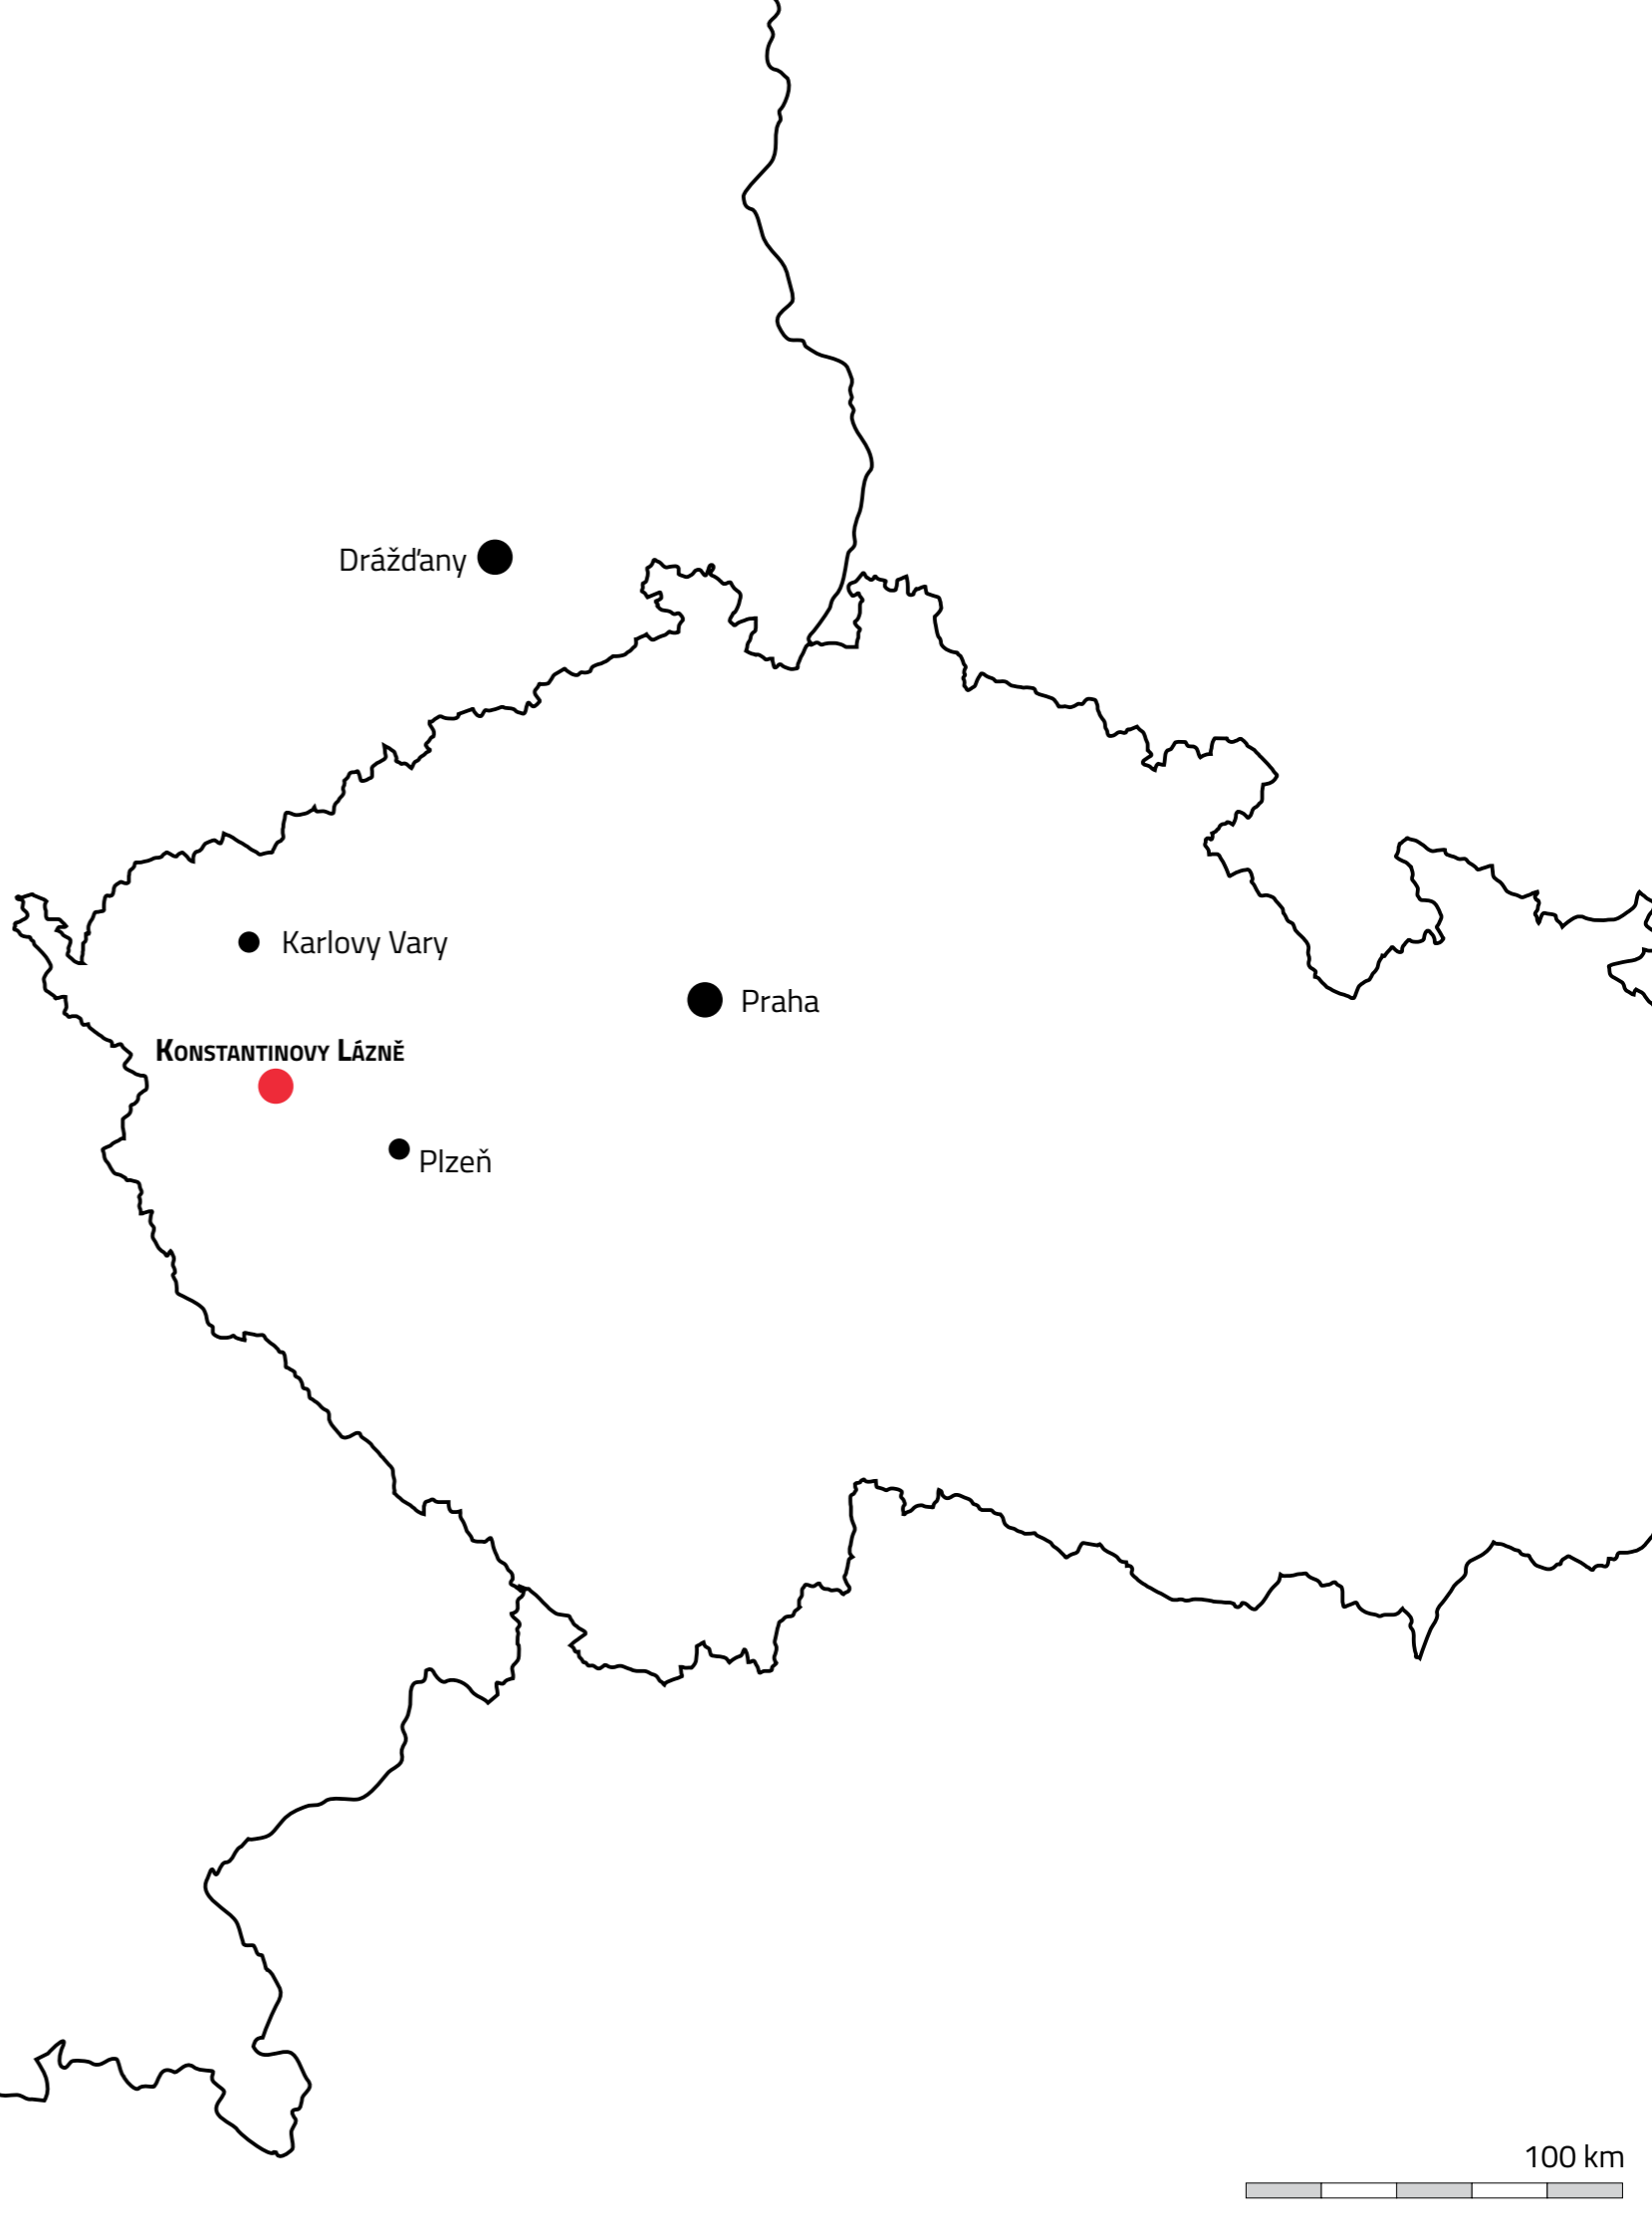 Drážďany
Karlovy Vary
Praha
Konstantinovy Lázně
Plzeň
100 km